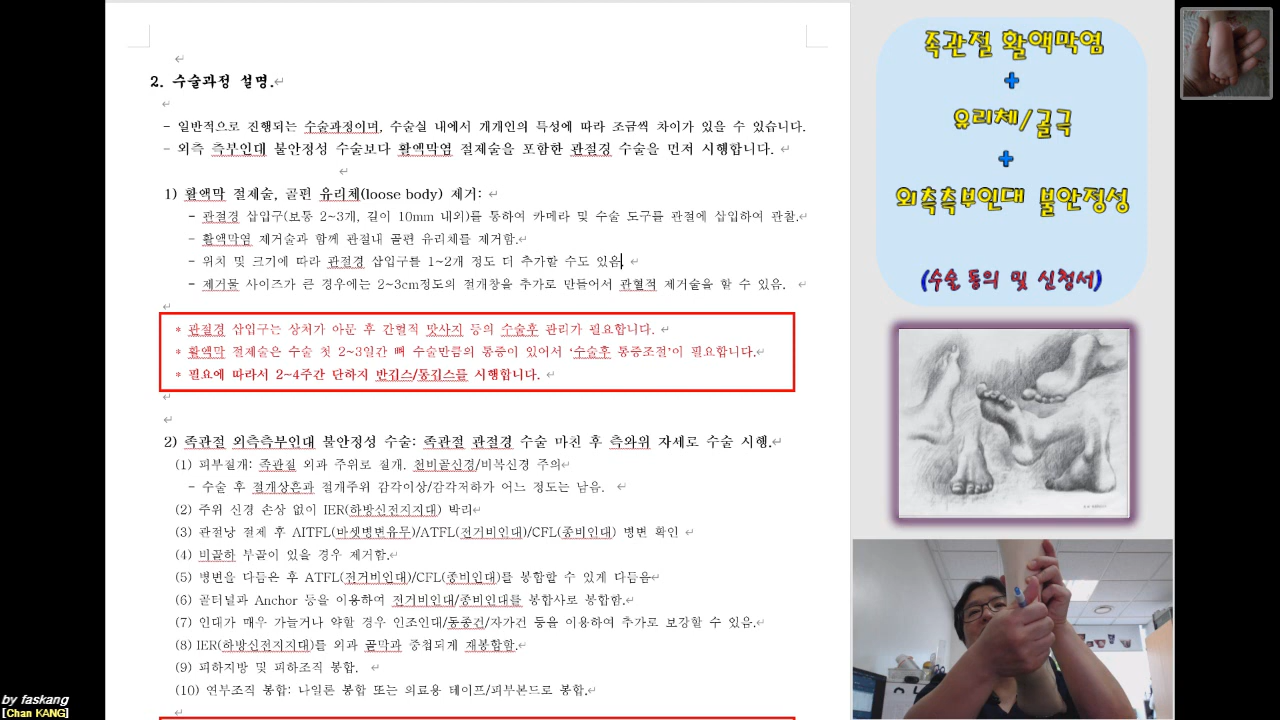 2. 수술과정 설명.
- 일반적으로 진행되는 수술과정이며, 수술실 내에서 개개인의 특성에 따라 조금씩 차이가 있을 수 있습니다.
- 외측 측부인대 불안정성 수술보다 활액막염 절제술을 포함한 관절경 수술을 먼저 시행합니다.
1) 활액막 절제술, 골편 유리체(loose body) 제거:
- 관절경 삽입구(보통 2~3개, 길이 10mm 내외)를 통하여 카메라 및 수술 도구를 관절에 삽입하여 관찰.
- 활액막염 제거술과 함께 관절내 골편 유리체를 제거함.
- 위치 및 크기에 따라 관절경 삽입구를 1~2개 정도 더 추가할 수도 있음
- 제거물 사이즈가 큰 경우에는 2~3cm정도의 절개창을 추가로 만들어서 관혈적 제거술을 할 수 있음.
* 관절경 삽입구는 상처가 아문 후 간헐적 맛사지 등의 수술후 관리가 필요합니다.
* 활액막 절제술은 수술 첫 2~3일간 뼈 수술만큼의 통증이 있어서 '수술후 통증조절'이 필요합니다.
* 필요에 따라서 2~4주간 단하지 반깁스/통깁스를 시행합니다.
2) 족관절 외측측부인대 불안정성 수술: 족관절 관절경 수술 마친 후 측와위 자세로 수술 시행.
(1) 피부절개: 족관절 외과 주위로 절개. 천비골신경/비복신경 주의
- 수술 후 절개상흔과 절개주위 감각이상/감각저하가 어느 정도는 남음.
(2) 주위 신경 손상 없이 IER(하방신전지지대) 박리
(3) 관절낭 절제 후 AITFL(바셋병변유무)/ATFL(전거비인대)/CFL(종비인대) 병변 확인
(4) 비골하 부골이 있을 경우 제거함.
(5) 병변을 다듬은 후 ATFL(전거비인대)/CFL(종비인대)를 봉합할 수 있게 다듬음
(6) 골터널과 Anchor 등을 이용하여 전거비인대/종비인대를 봉합사로 봉합함.
(7) 인대가 매우 가늘거나 약할 경우 인조인대/동종건/자가건 등을 이용하여 추가로 보강할 수 있음.
(8) IER(하방신전지지대)를 외과 골막과 중첩되게 재봉합함.
(9) 피하지방 및 피하조직 봉합.
(10) 연부조직 봉합: 나일론 봉합 또는 의료용 테이프/피부본드로 봉합.
족관절 활액막염
+
유리체/골극
+
외측측부인대 불안정성
(수술 동의 및 신청서)
by faskang
[Chan KANG]